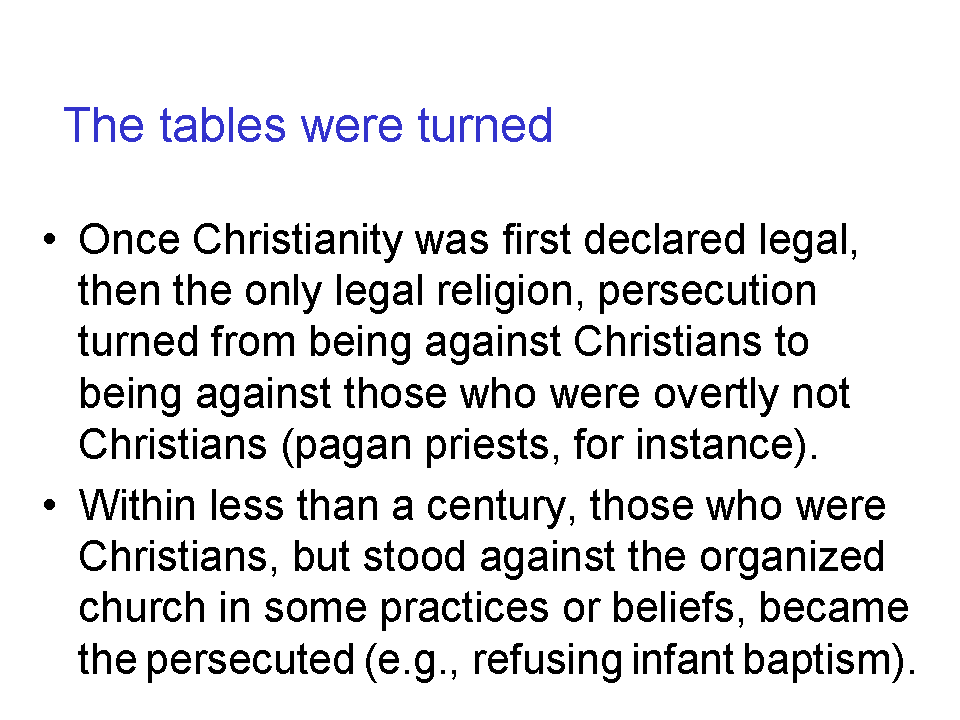 The tables were turned
• Once Christianity was first declared legal,
then the only legal religion, persecution
turned from being against Christians to
being against those who were overtly not
Christians (pagan priests, for instance).
• Within less than a century, those who were
Christians, but stood against the organized
church in some practices or beliefs, became
the persecuted (e.g., refusing infant baptism).